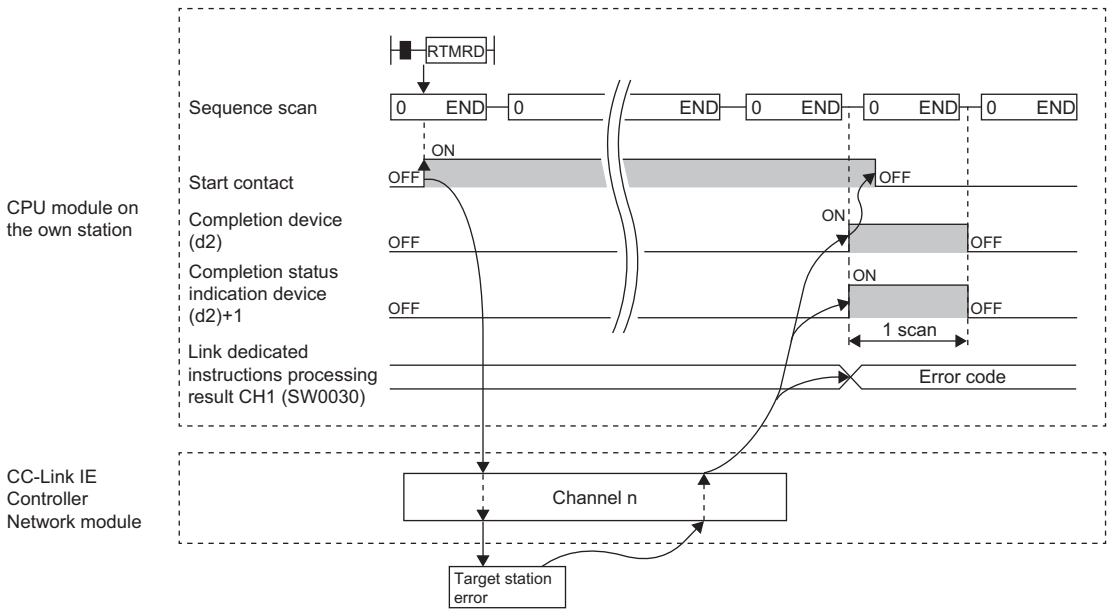 RTMRD
Sequence scan
0 END 0 END 0 END 0 END 0 END
ON
Start contact
OFF
OFF
CPU module on
the own station
Completion device
(d2)
ON
OFF
OFF
Completion status
indication device
(d2)+1
ON
OFF
OFF
1 scan
Link dedicated
instructions processing
result CH1 (SW0030)
Error code
CC-Link IE
Controller
Network module
Channel n
Target station
error